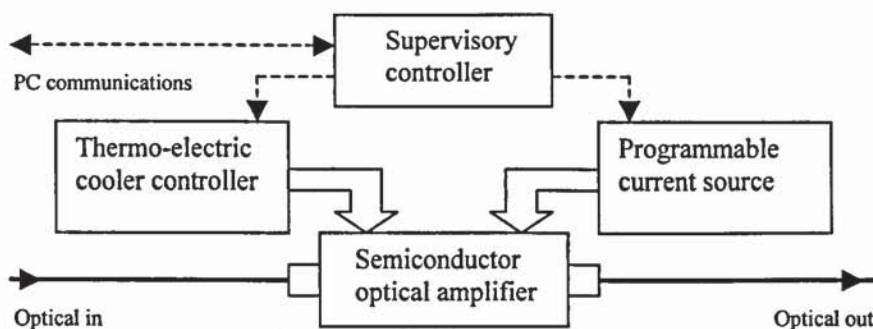 Supervisory
controller
PC communications
Thermo-electric
cooler controller
Programmable
current source
Semiconductor
optical amplifier
Optical in
Optical out